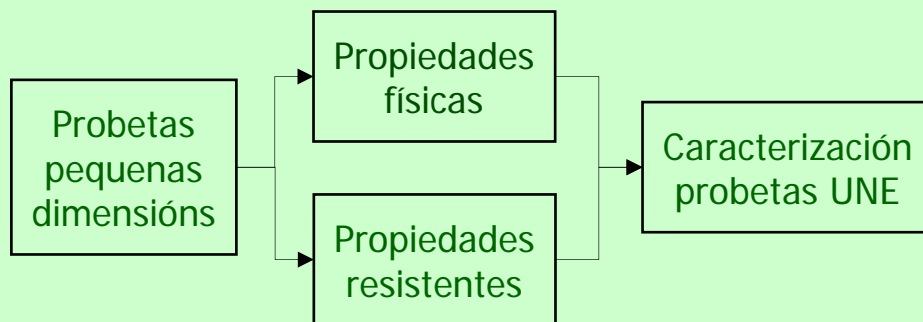 Probetas
pequenas
dimensións
Propiedades
físicas
Propiedades
resistentes
Caracterización
probetas UNE